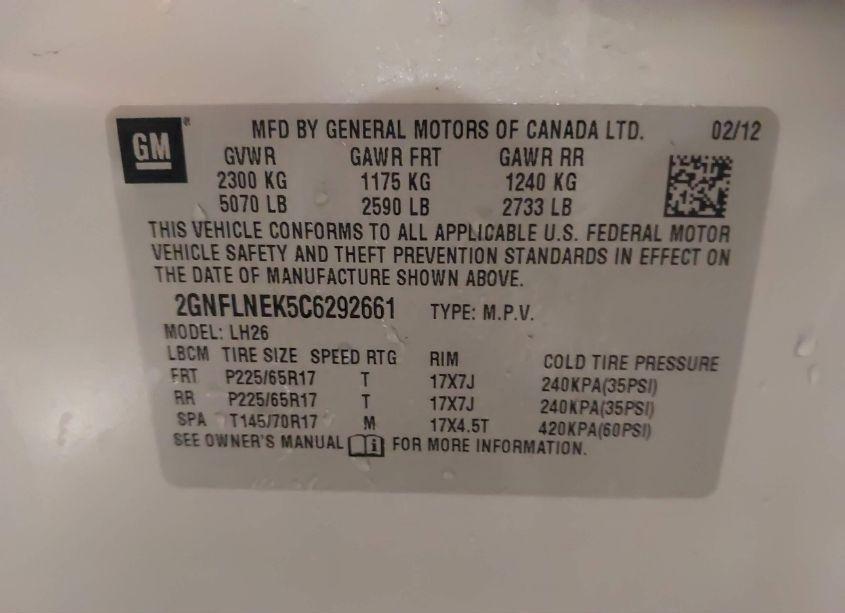 GM ® MFD BY GENERAL MOTORS OF CANADA LTD. 02/12
GVWR GAWR FRT GAWR RR
2300 KG 1175 KG 1240 KG
5070 LB 2590 LB 2733 LB
THIS VEHICLE CONFORMS TO ALL APPLICABLE U.S. FEDERAL MOTOR
VEHICLE SAFETY AND THEFT PREVENTION STANDARDS IN EFFECT ON
THE DATE OF MANUFACTURE SHOWN ABOVE.
2GNFLNEK5C6292661 TYPE: M.P.V.
MODEL: LH26
LBCM TIRE SIZE SPEED RTG RIM COLD TIRE PRESSURE
FRT P225/65R17 T 17X7J 240KPA(35PSI)
RR P225/65R17 T 17X7J 240KPA(35PSI)
SPA T145/70R17 M 17X4.5T 420KPA(60PSI)
SEE OWNER'S MANUAL i FOR MORE INFORMATION.